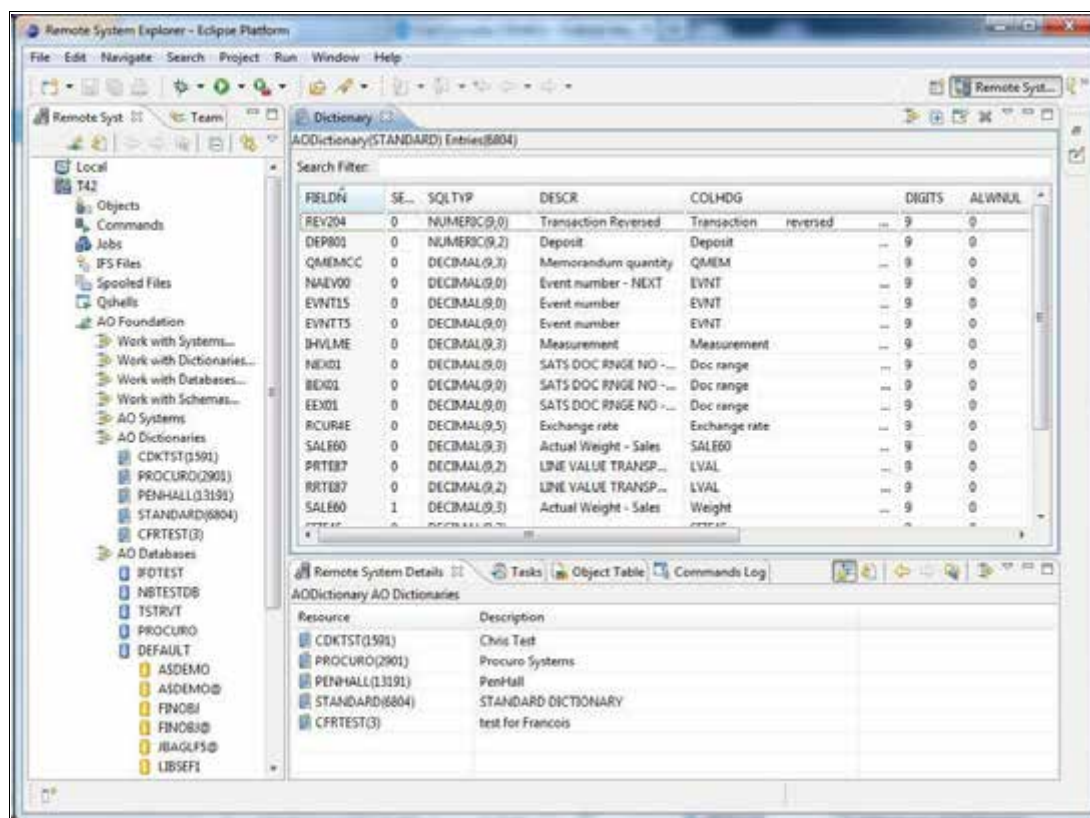 Remote System Explorer - Eclipse Platform
File Edit Navigate Search Project Run Window Help
Remote Syst...
Remote Syst Team
Local
T42
Objects
Commands
Jobs
IFS Files
Spooled Files
Qshells
AO Foundation
Work with Systems...
Work with Dictionaries...
Work with Databases...
Work with Schemas...
AO Systems
AO Dictionaries
CDKTST(1591)
PROCURO(2901)
PENHALL(13191)
STANDARD(6804)
CFRTEST(3)
AO Databases
IFDTEST
NBTESTDB
TSTRVT
PROCURO
DEFAULT
ASDEMO
ASDEMO@
FINOBJ
FINOBJ@
JBAGLF5@
LIBSEF1
Dictionary
AODictionary(STANDARD) Entries(6804)
Search Filter:
FIELDN SE... SQLTYP DESCR COLHDG DIGITS ALWNUL
REV204 0 NUMERIC(9,0) Transaction Reversed Transaction reversed ... 9 0
DEP801 0 NUMERIC(9,2) Deposit Deposit ... 9 0
QMEMCC 0 DECIMAL(9,3) Memorandum quantity QMEM ... 9 0
NAEV00 0 DECIMAL(9,0) Event number - NEXT EVNT ... 9 0
EVNT15 0 DECIMAL(9,0) Event number EVNT ... 9 0
EVNTTS 0 DECIMAL(9,0) Event number EVNT ... 9 0
IHVLME 0 DECIMAL(9,3) Measurement Measurement ... 9 0
NEX01 0 DECIMAL(9,0) SATS DOC RNGE NO -... Doc range ... 9 0
BEX01 0 DECIMAL(9,0) SATS DOC RNGE NO -... Doc range ... 9 0
EEX01 0 DECIMAL(9,0) SATS DOC RNGE NO -... Doc range ... 9 0
RCUR4E 0 DECIMAL(9,5) Exchange rate Exchange rate ... 9 0
SALE60 0 DECIMAL(9,3) Actual Weight - Sales SALE60 ... 9 0
PRTE87 0 DECIMAL(9,2) LINE VALUE TRANSP... LVAL ... 9 0
RRTE87 0 DECIMAL(9,2) LINE VALUE TRANSP... LVAL ... 9 0
SALE60 1 DECIMAL(9,3) Actual Weight - Sales Weight ... 9 0
Remote System Details Tasks Object Table Commands Log
AODictionary AO Dictionaries
Resource Description
CDKTST(1591) Chris Test
PROCURO(2901) Procuro Systems
PENHALL(13191) PenHall
STANDARD(6804) STANDARD DICTIONARY
CFRTEST(3) test for Francois